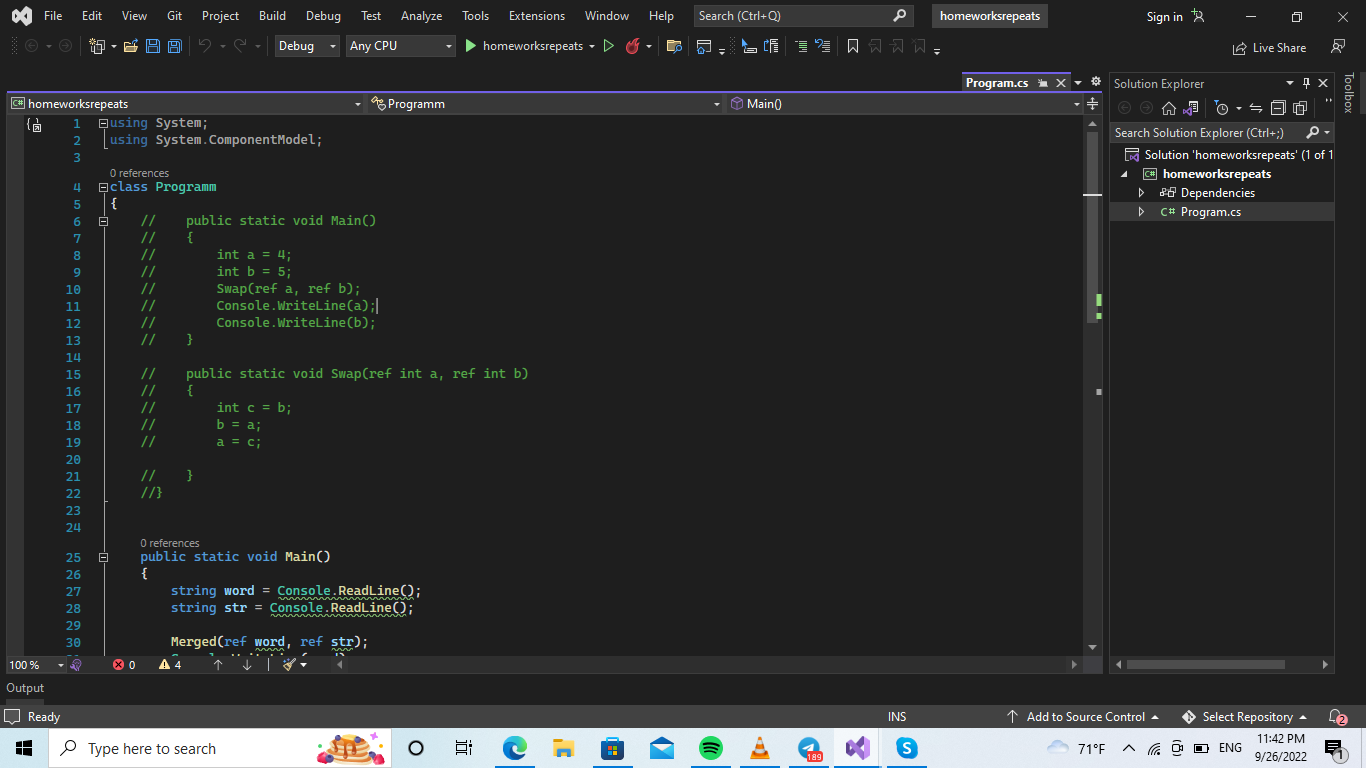 File Edit View Git Project Build Debug Test Analyze Tools Extensions Window Help Search (Ctrl+Q) homeworksrepeats Sign in
Debug Any CPU homeworksrepeats Live Share
Program.cs
homeworksrepeats Programm Main()
1 using System;
2 using System.ComponentModel;
3
0 references
4 class Programm
5 {
6 // public static void Main()
7 // {
8 // int a = 4;
9 // int b = 5;
10 // Swap(ref a, ref b);
11 // Console.WriteLine(a);
12 // Console.WriteLine(b);
13 // }
14
15 // public static void Swap(ref int a, ref int b)
16 // {
17 // int c = b;
18 // b = a;
19 // a = c;
20
21 // }
22 //}
23
24
0 references
25 public static void Main()
26 {
27 string word = Console.ReadLine();
28 string str = Console.ReadLine();
29
30 Merged(ref word, ref str);
100 % 0 4
Solution Explorer
Search Solution Explorer (Ctrl+;)
Solution 'homeworksrepeats' (1 of 1
C# homeworksrepeats
Dependencies
C# Program.cs
Toolbox
Output
Ready INS Add to Source Control Select Repository 2
Type here to search 189 71°F ENG 11:42 PM
9/26/2022 1